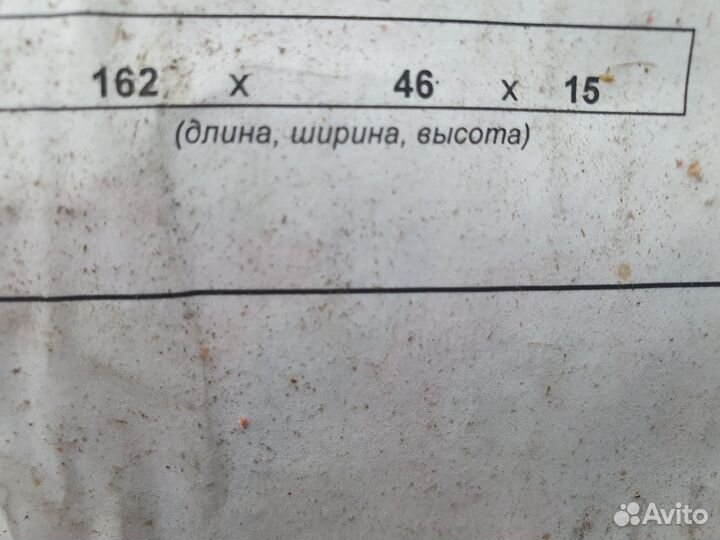 162 x 46 x 15
(длина, ширина, высота)
Avito